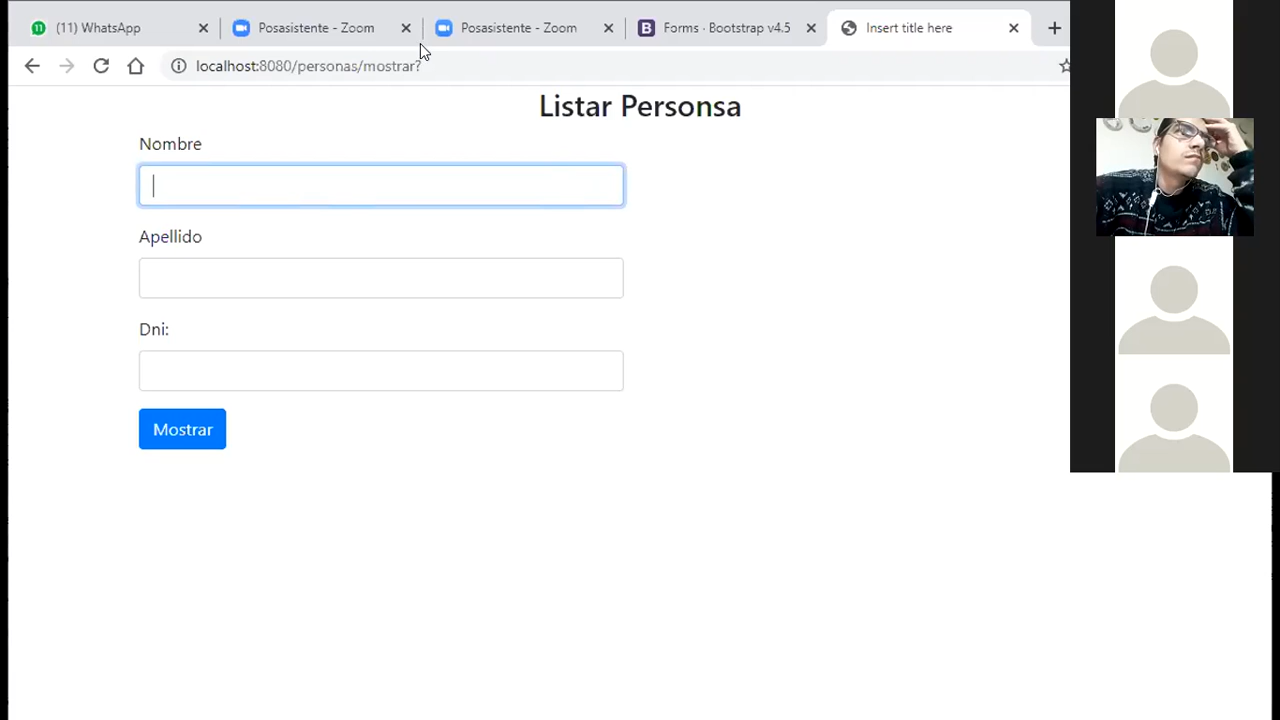 11 (11) WhatsApp
Posasistente - Zoom
Posasistente - Zoom
B Forms · Bootstrap v4.5
Insert title here
localhost:8080/personas/mostrar?
Listar Personsa
Nombre
Apellido
Dni:
Mostrar